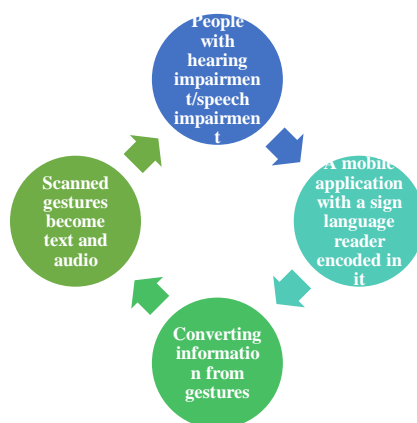 People
with
hearing
impairmen
t/speech
impairmen
t
A mobile
application
with a sign
language
reader
encoded in
it
Converting
informatio
n from
gestures
Scanned
gestures
become
text and
audio